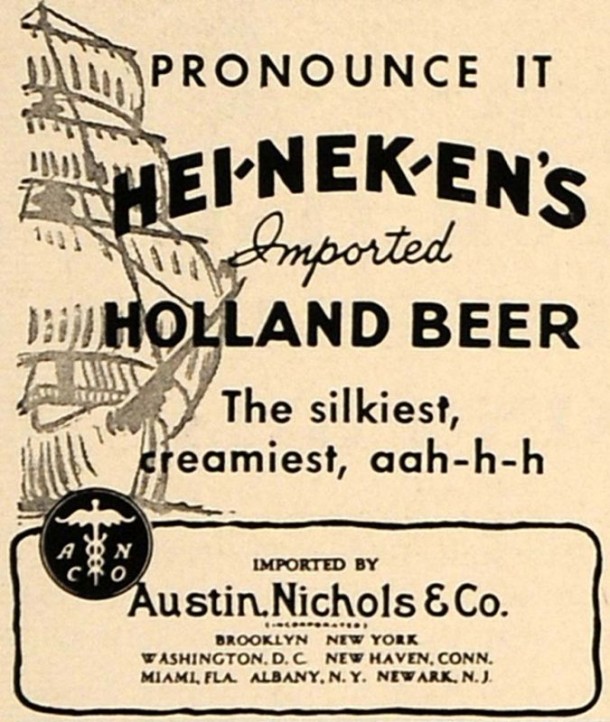 PRONOUNCE IT
HEI-NEK-EN'S
Imported
HOLLAND BEER
The silkiest,
creamiest, aah-h-h
A N
C O
IMPORTED BY
Austin, Nichols & Co.
(INCORPORATED)
BROOKLYN NEW YORK
WASHINGTON, D. C. NEW HAVEN, CONN.
MIAMI, FLA. ALBANY, N. Y. NEWARK, N. J.